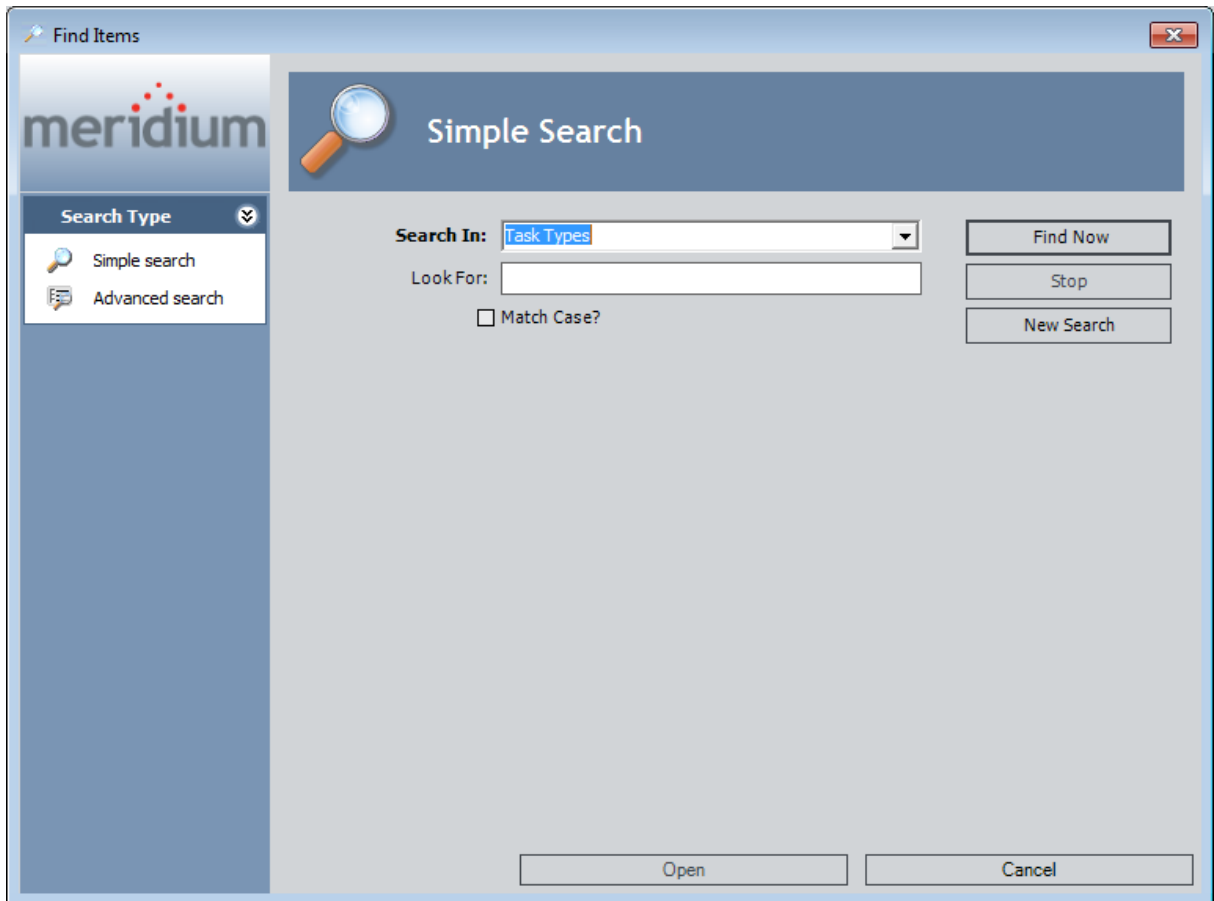 Find Items
meridium
Simple Search
Search Type
Simple search
Advanced search
Search In: Task Types
Find Now
Look For:
Stop
Match Case?
New Search
Open
Cancel